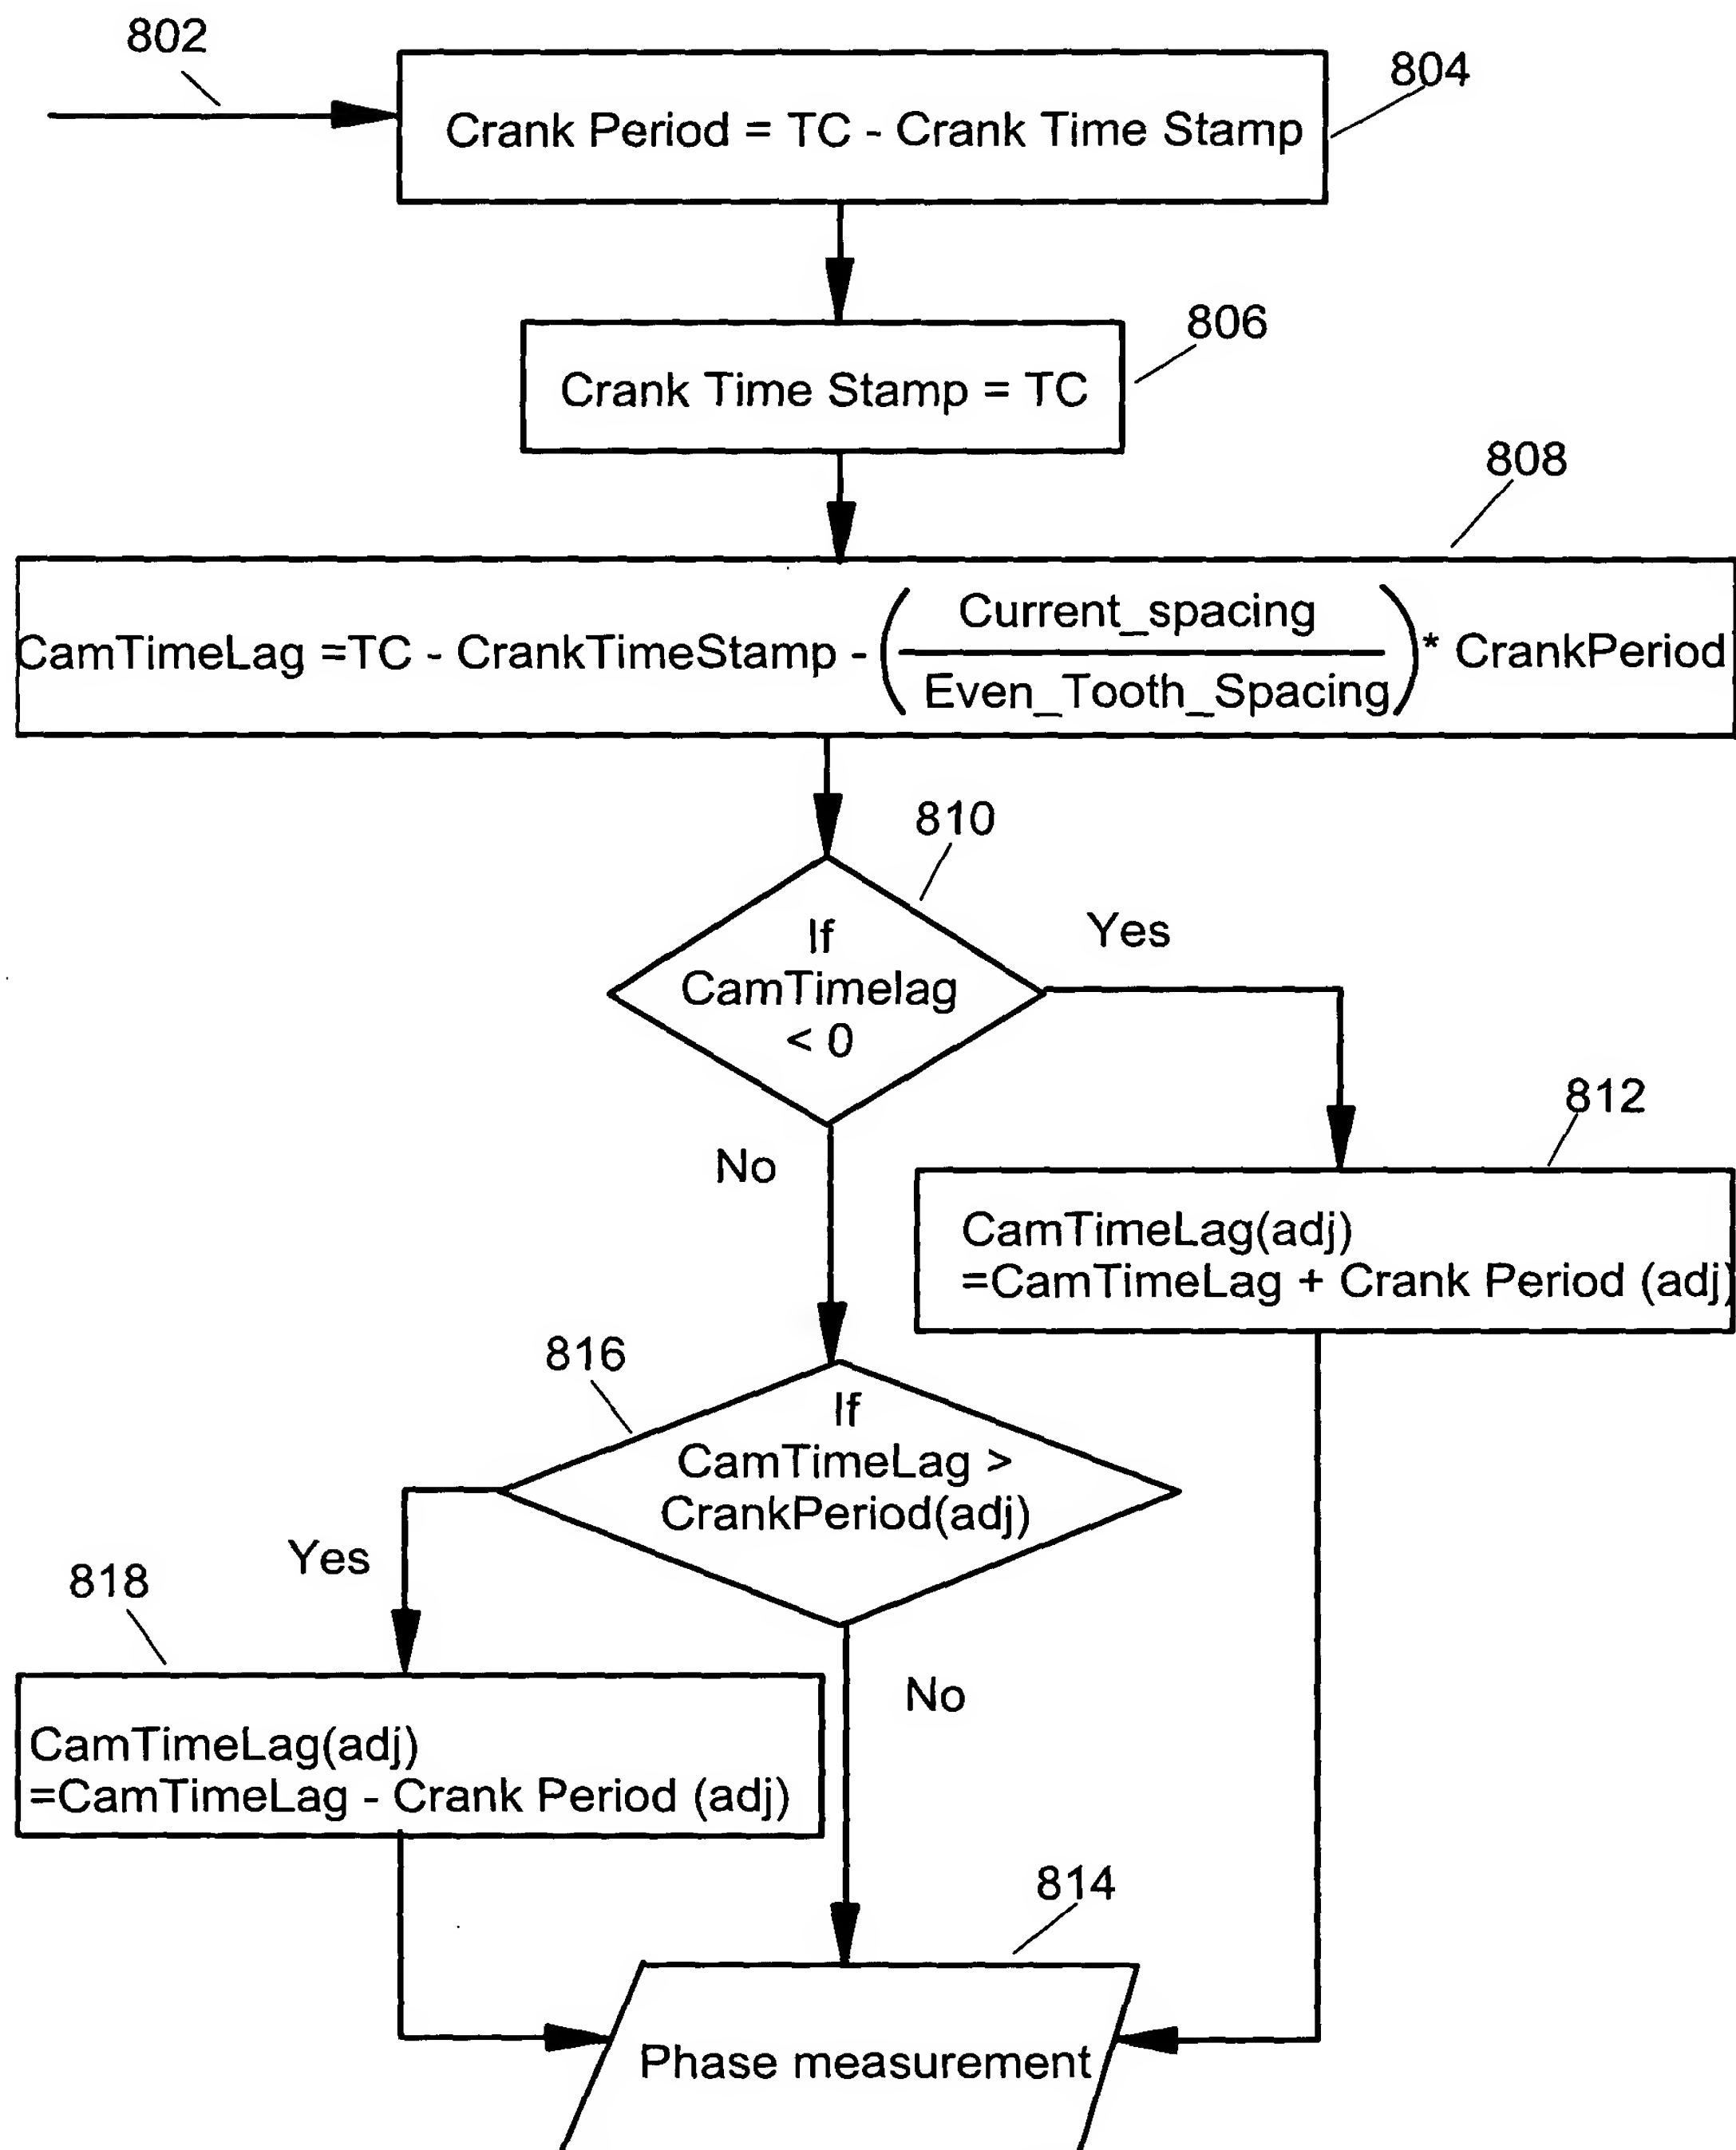 802
804
Crank Period = TC - Crank Time Stamp
806
Crank Time Stamp = TC
808
CamTimeLag =TC - CrankTimeStamp - ( Current_spacing / Even_Tooth_Spacing )* CrankPeriod
810
If
CamTimelag
< 0
Yes
No
812
CamTimeLag(adj)
=CamTimeLag + Crank Period (adj)
816
If
CamTimeLag >
CrankPeriod(adj)
Yes
No
818
CamTimeLag(adj)
=CamTimeLag - Crank Period (adj)
814
Phase measurement